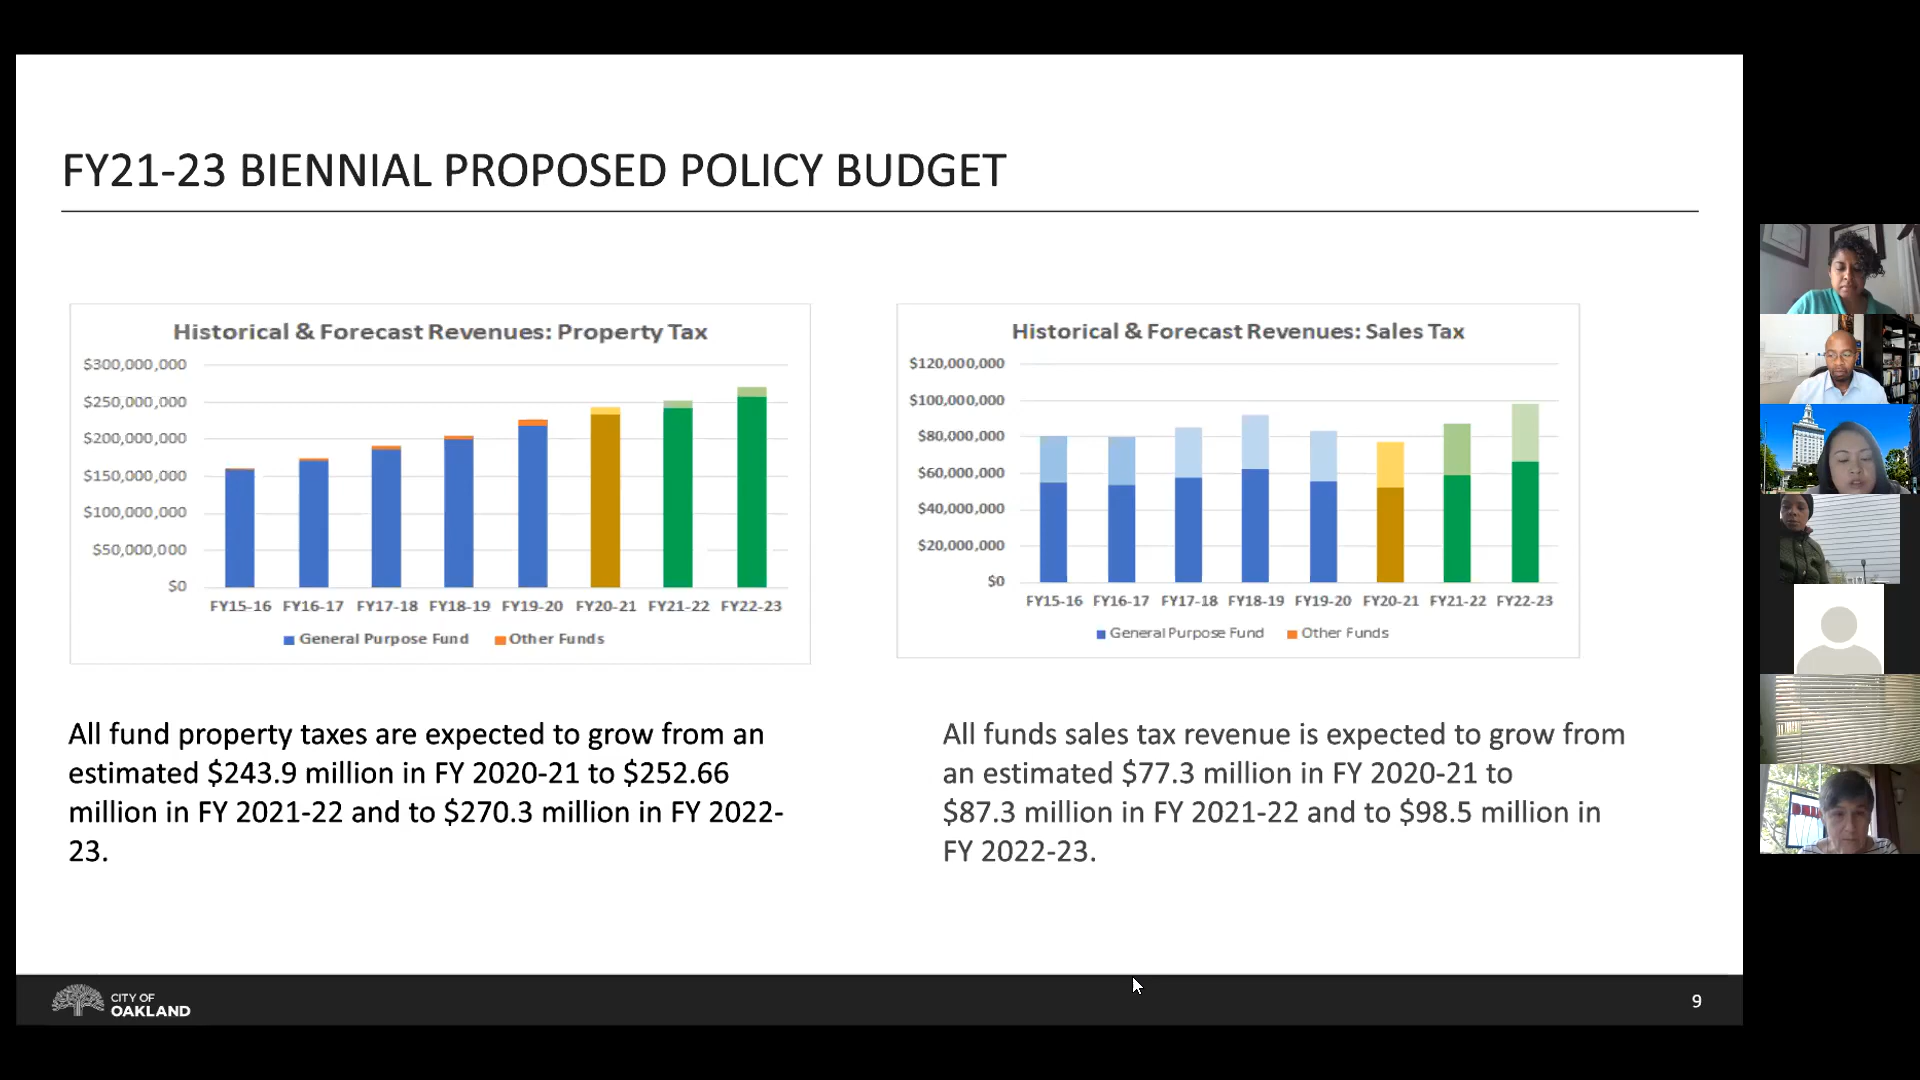 FY21-23 BIENNIAL PROPOSED POLICY BUDGET
Historical & Forecast Revenues: Property Tax
$300,000,000
$250,000,000
$200,000,000
$150,000,000
$100,000,000
$50,000,000
$0
FY15-16 FY16-17 FY17-18 FY18-19 FY19-20 FY20-21 FY21-22 FY22-23
General Purpose Fund Other Funds
Historical & Forecast Revenues: Sales Tax
$120,000,000
$100,000,000
$80,000,000
$60,000,000
$40,000,000
$20,000,000
$0
FY15-16 FY16-17 FY17-18 FY18-19 FY19-20 FY20-21 FY21-22 FY22-23
General Purpose Fund Other Funds
All fund property taxes are expected to grow from an
estimated $243.9 million in FY 2020-21 to $252.66
million in FY 2021-22 and to $270.3 million in FY 2022-
23.
All funds sales tax revenue is expected to grow from
an estimated $77.3 million in FY 2020-21 to
$87.3 million in FY 2021-22 and to $98.5 million in
FY 2022-23.
CITY OF
OAKLAND
9